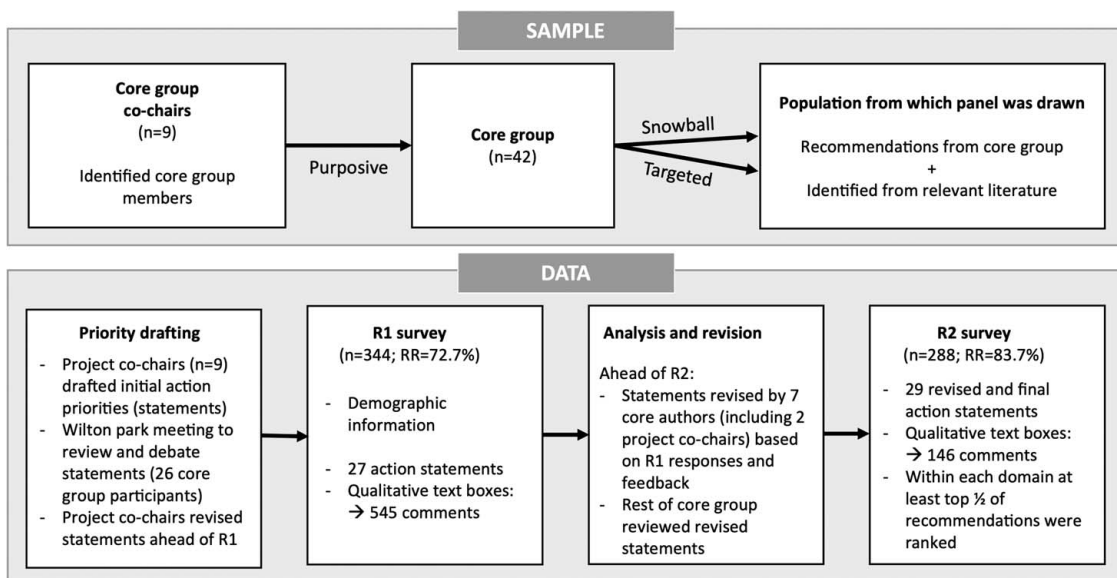 SAMPLE
Core group
co-chairs
(n=9)
Identified core group
members
Purposive
Core group
(n=42)
Snowball
Targeted
Population from which panel was drawn
Recommendations from core group
+
Identified from relevant literature
DATA
Priority drafting
- Project co-chairs (n=9)
drafted initial action
priorities (statements)
- Wilton park meeting to
review and debate
statements (26 core
group participants)
- Project co-chairs revised
statements ahead of R1
R1 survey
(n=344; RR=72.7%)
- Demographic
information
- 27 action statements
- Qualitative text boxes:
→ 545 comments
Analysis and revision
Ahead of R2:
- Statements revised by 7
core authors (including 2
project co-chairs) based
on R1 responses and
feedback
- Rest of core group
reviewed revised
statements
R2 survey
(n=288; RR=83.7%)
- 29 revised and final
action statements
- Qualitative text boxes:
→ 146 comments
- Within each domain at
least top ½ of
recommendations were
ranked